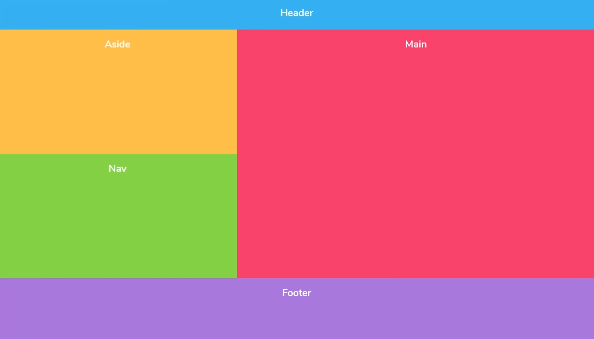 Header
Aside
Main
Nav
Footer